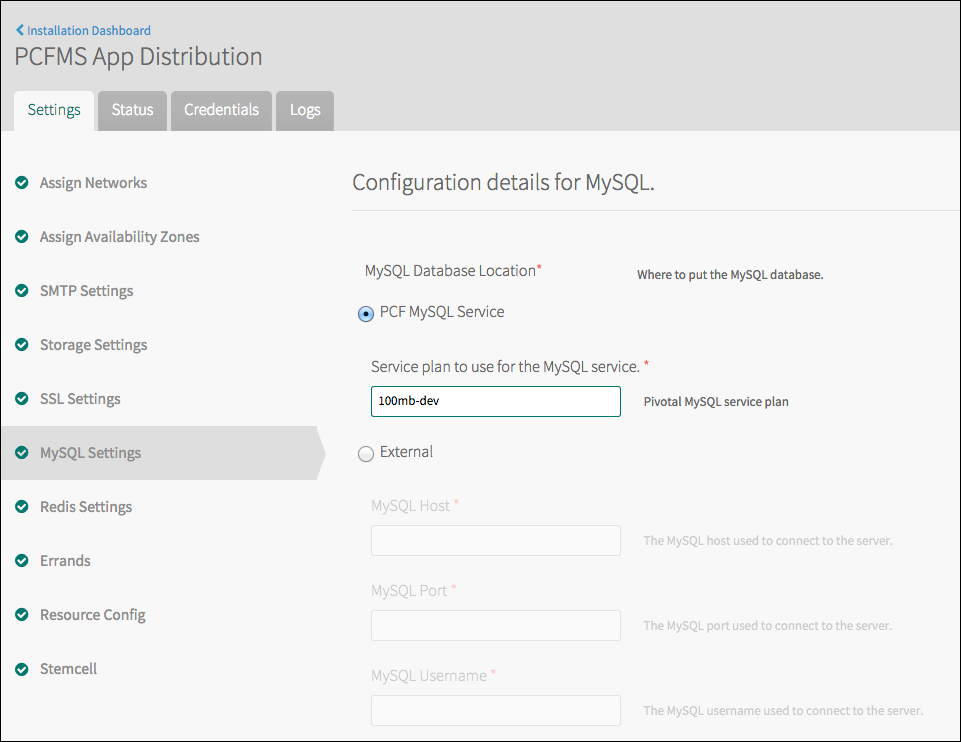 Installation Dashboard
PCFMS App Distribution
Settings
Status
Credentials
Logs
Assign Networks
Assign Availability Zones
SMTP Settings
Storage Settings
SSL Settings
MySQL Settings
Redis Settings
Errands
Resource Config
Stemcell
Configuration details for MySQL.
MySQL Database Location*
Where to put the MySQL database.
PCF MySQL Service
Service plan to use for the MySQL service. *
100mb-dev
Pivotal MySQL service plan
External
MySQL Host *
The MySQL host used to connect to the server.
MySQL Port *
The MySQL port used to connect to the server.
MySQL Username *
The MySQL username used to connect to the server.